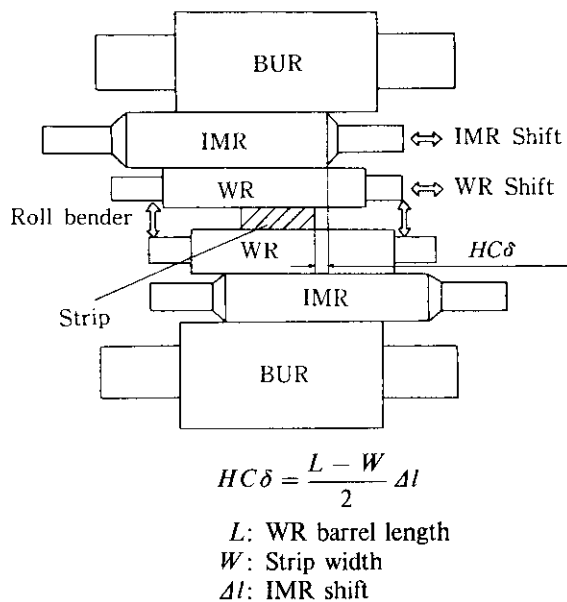 BUR
IMR
IMR Shift
WR
WR Shift
Roll bender
WR
HCδ
Strip
IMR
BUR
HCδ = \frac{L - W}{2} Δl
L: WR barrel length
W: Strip width
Δl: IMR shift